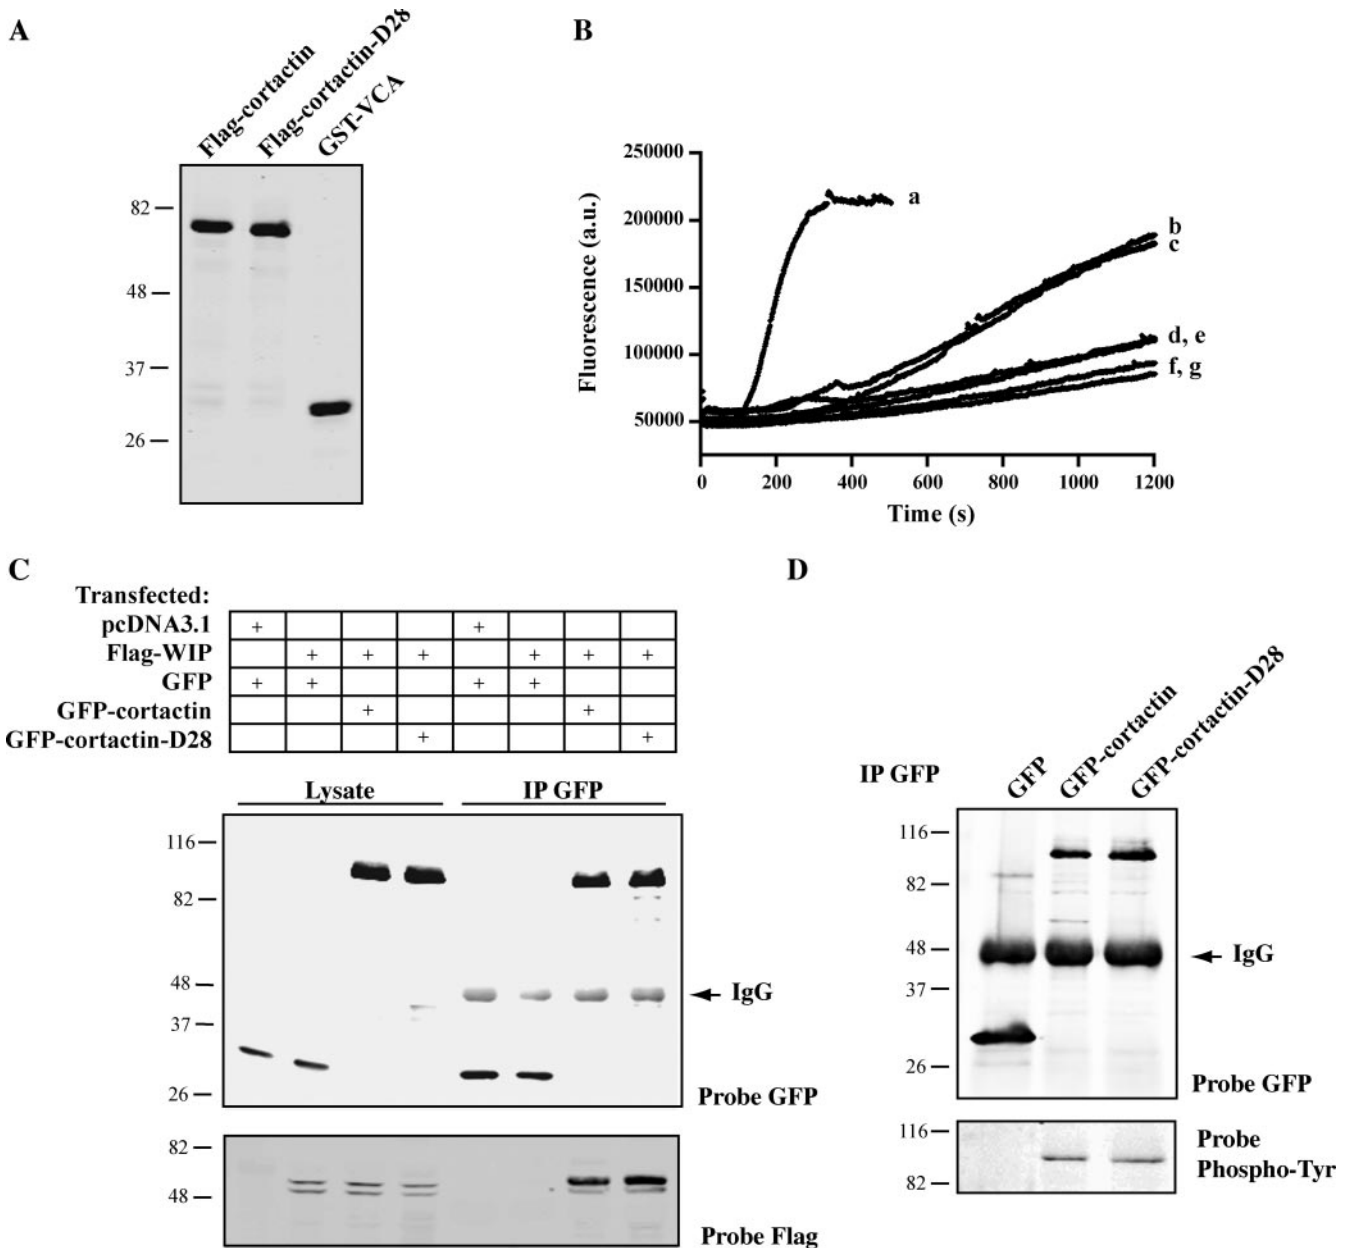 A
Flag-cortactin
Flag-cortactin-D28
GST-VCA
82
48
37
26
B
Fluorescence (a.u.)
250000
200000
150000
100000
50000
a
b
c
d, e
f, g
0 200 400 600 800 1000 1200
Time (s)
C
Transfected:
pcDNA3.1 + +
Flag-WIP + + + + + +
GFP + + + +
GFP-cortactin + +
GFP-cortactin-D28 + +
Lysate IP GFP
116
82
48
37
26
IgG
Probe GFP
82
48
Probe Flag
D
IP GFP
GFP
GFP-cortactin
GFP-cortactin-D28
116
82
48
37
26
IgG
Probe GFP
116
82
Probe
Phospho-Tyr